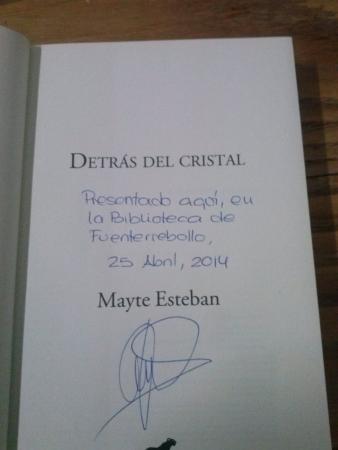 DETRÁS DEL CRISTAL
Presentado aquí, en
la Biblioteca de
Fuenterrebollo,
25 Abril, 2014
Mayte Esteban